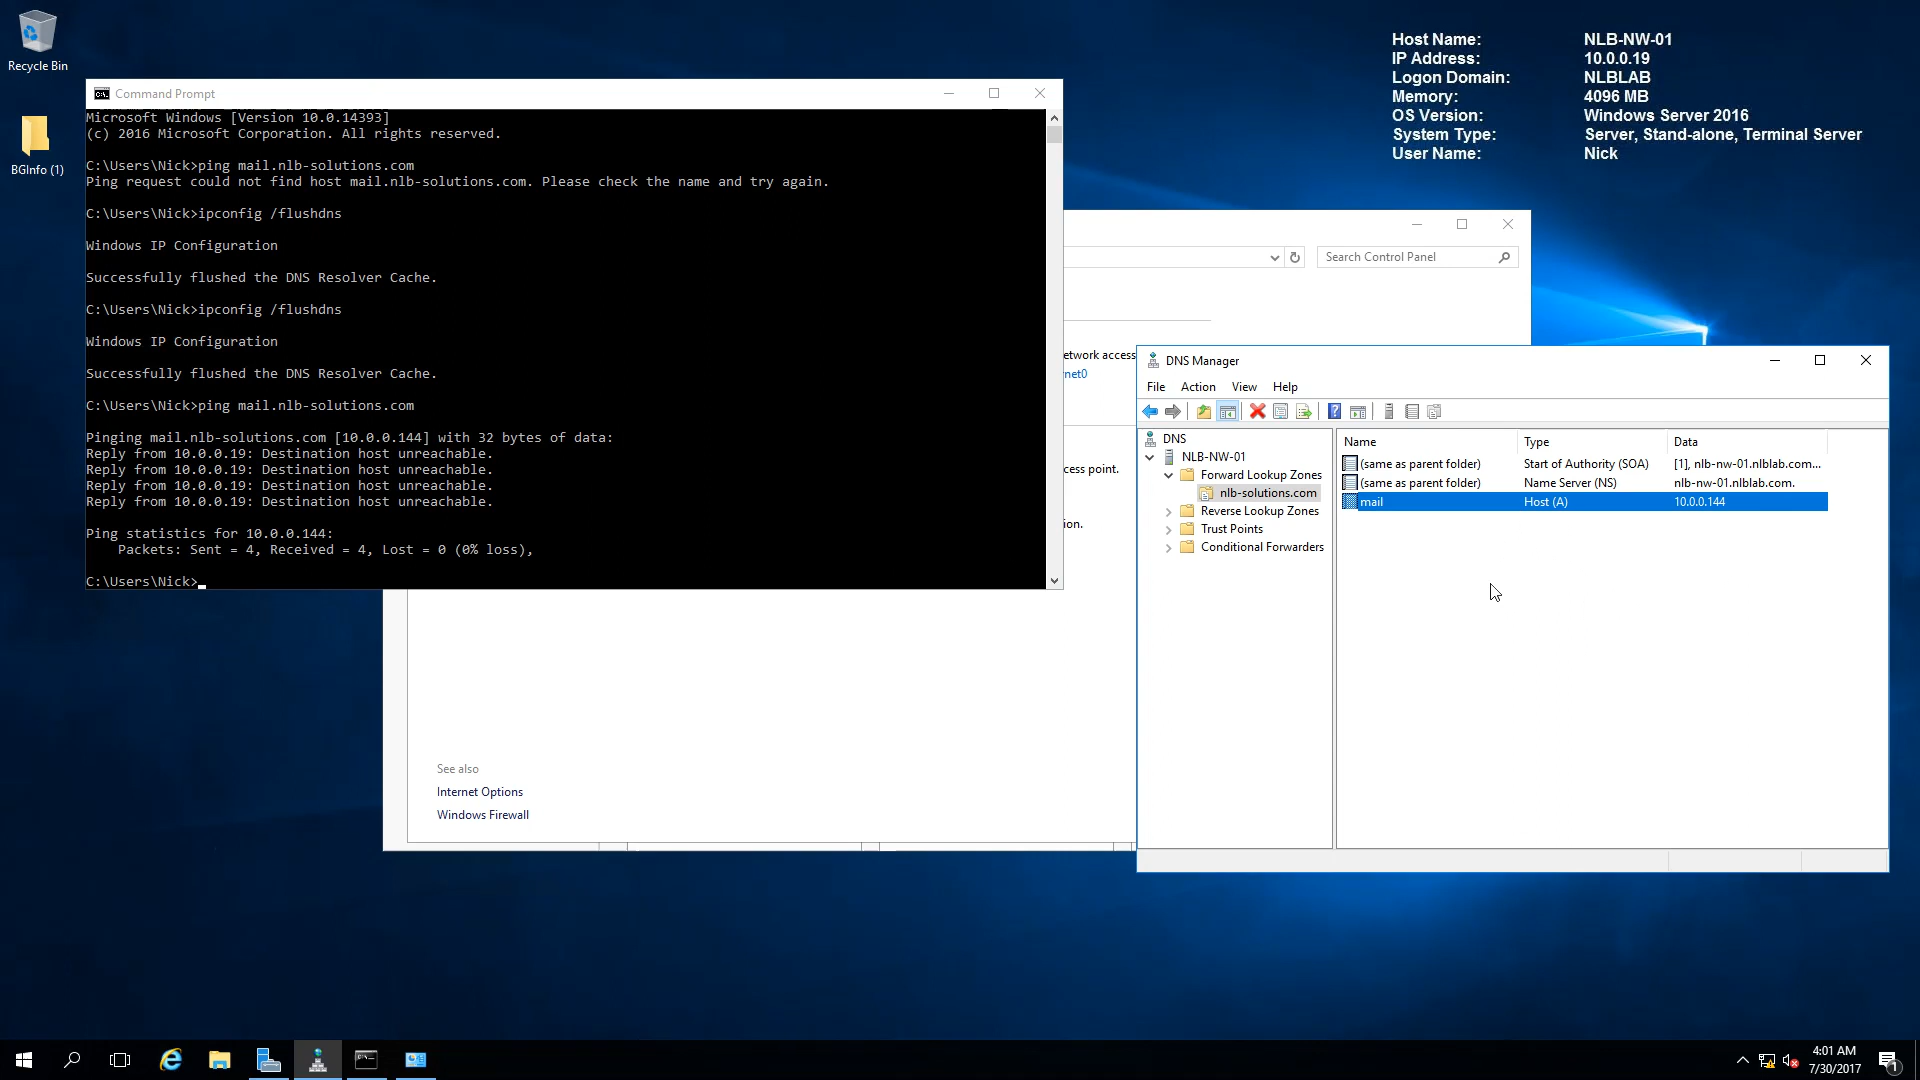 Recycle Bin
BGInfo (1)
Host Name: NLB-NW-01
IP Address: 10.0.0.19
Logon Domain: NLBLAB
Memory: 4096 MB
OS Version: Windows Server 2016
System Type: Server, Stand-alone, Terminal Server
User Name: Nick
Command Prompt
Microsoft Windows [Version 10.0.14393]
(c) 2016 Microsoft Corporation. All rights reserved.
C:\Users\Nick>ping mail.nlb-solutions.com
Ping request could not find host mail.nlb-solutions.com. Please check the name and try again.
C:\Users\Nick>ipconfig /flushdns
Windows IP Configuration
Successfully flushed the DNS Resolver Cache.
C:\Users\Nick>ipconfig /flushdns
Windows IP Configuration
Successfully flushed the DNS Resolver Cache.
C:\Users\Nick>ping mail.nlb-solutions.com
Pinging mail.nlb-solutions.com [10.0.0.144] with 32 bytes of data:
Reply from 10.0.0.19: Destination host unreachable.
Reply from 10.0.0.19: Destination host unreachable.
Reply from 10.0.0.19: Destination host unreachable.
Reply from 10.0.0.19: Destination host unreachable.
Ping statistics for 10.0.0.144:
Packets: Sent = 4, Received = 4, Lost = 0 (0% loss),
C:\Users\Nick>
Search Control Panel
etwork access
net0
cess point.
ion.
See also
Internet Options
Windows Firewall
DNS Manager
File Action View Help
DNS
NLB-NW-01
Forward Lookup Zones
nlb-solutions.com
Reverse Lookup Zones
Trust Points
Conditional Forwarders
Name Type Data
(same as parent folder) Start of Authority (SOA) [1], nlb-nw-01.nlblab.com...
(same as parent folder) Name Server (NS) nlb-nw-01.nlblab.com.
mail Host (A) 10.0.0.144
4:01 AM
7/30/2017
1